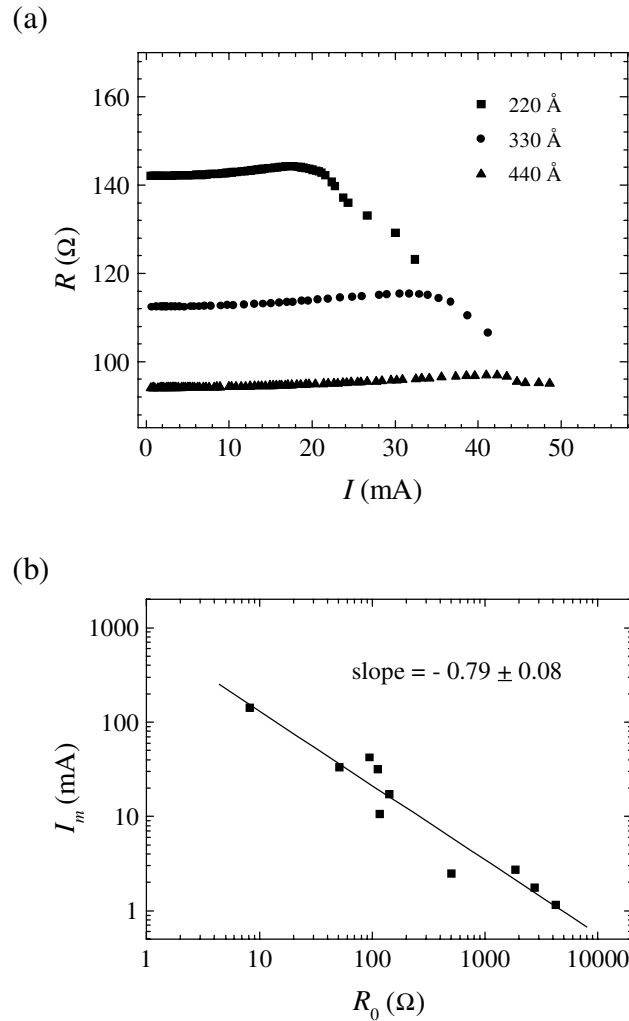 (a)
160
140
120
100
R (Ω)
220 Å
330 Å
440 Å
0 10 20 30 40 50
I (mA)
(b)
1000
100
10
1
I_m (mA)
slope = - 0.79 ± 0.08
1 10 100 1000 10000
R_0 (Ω)